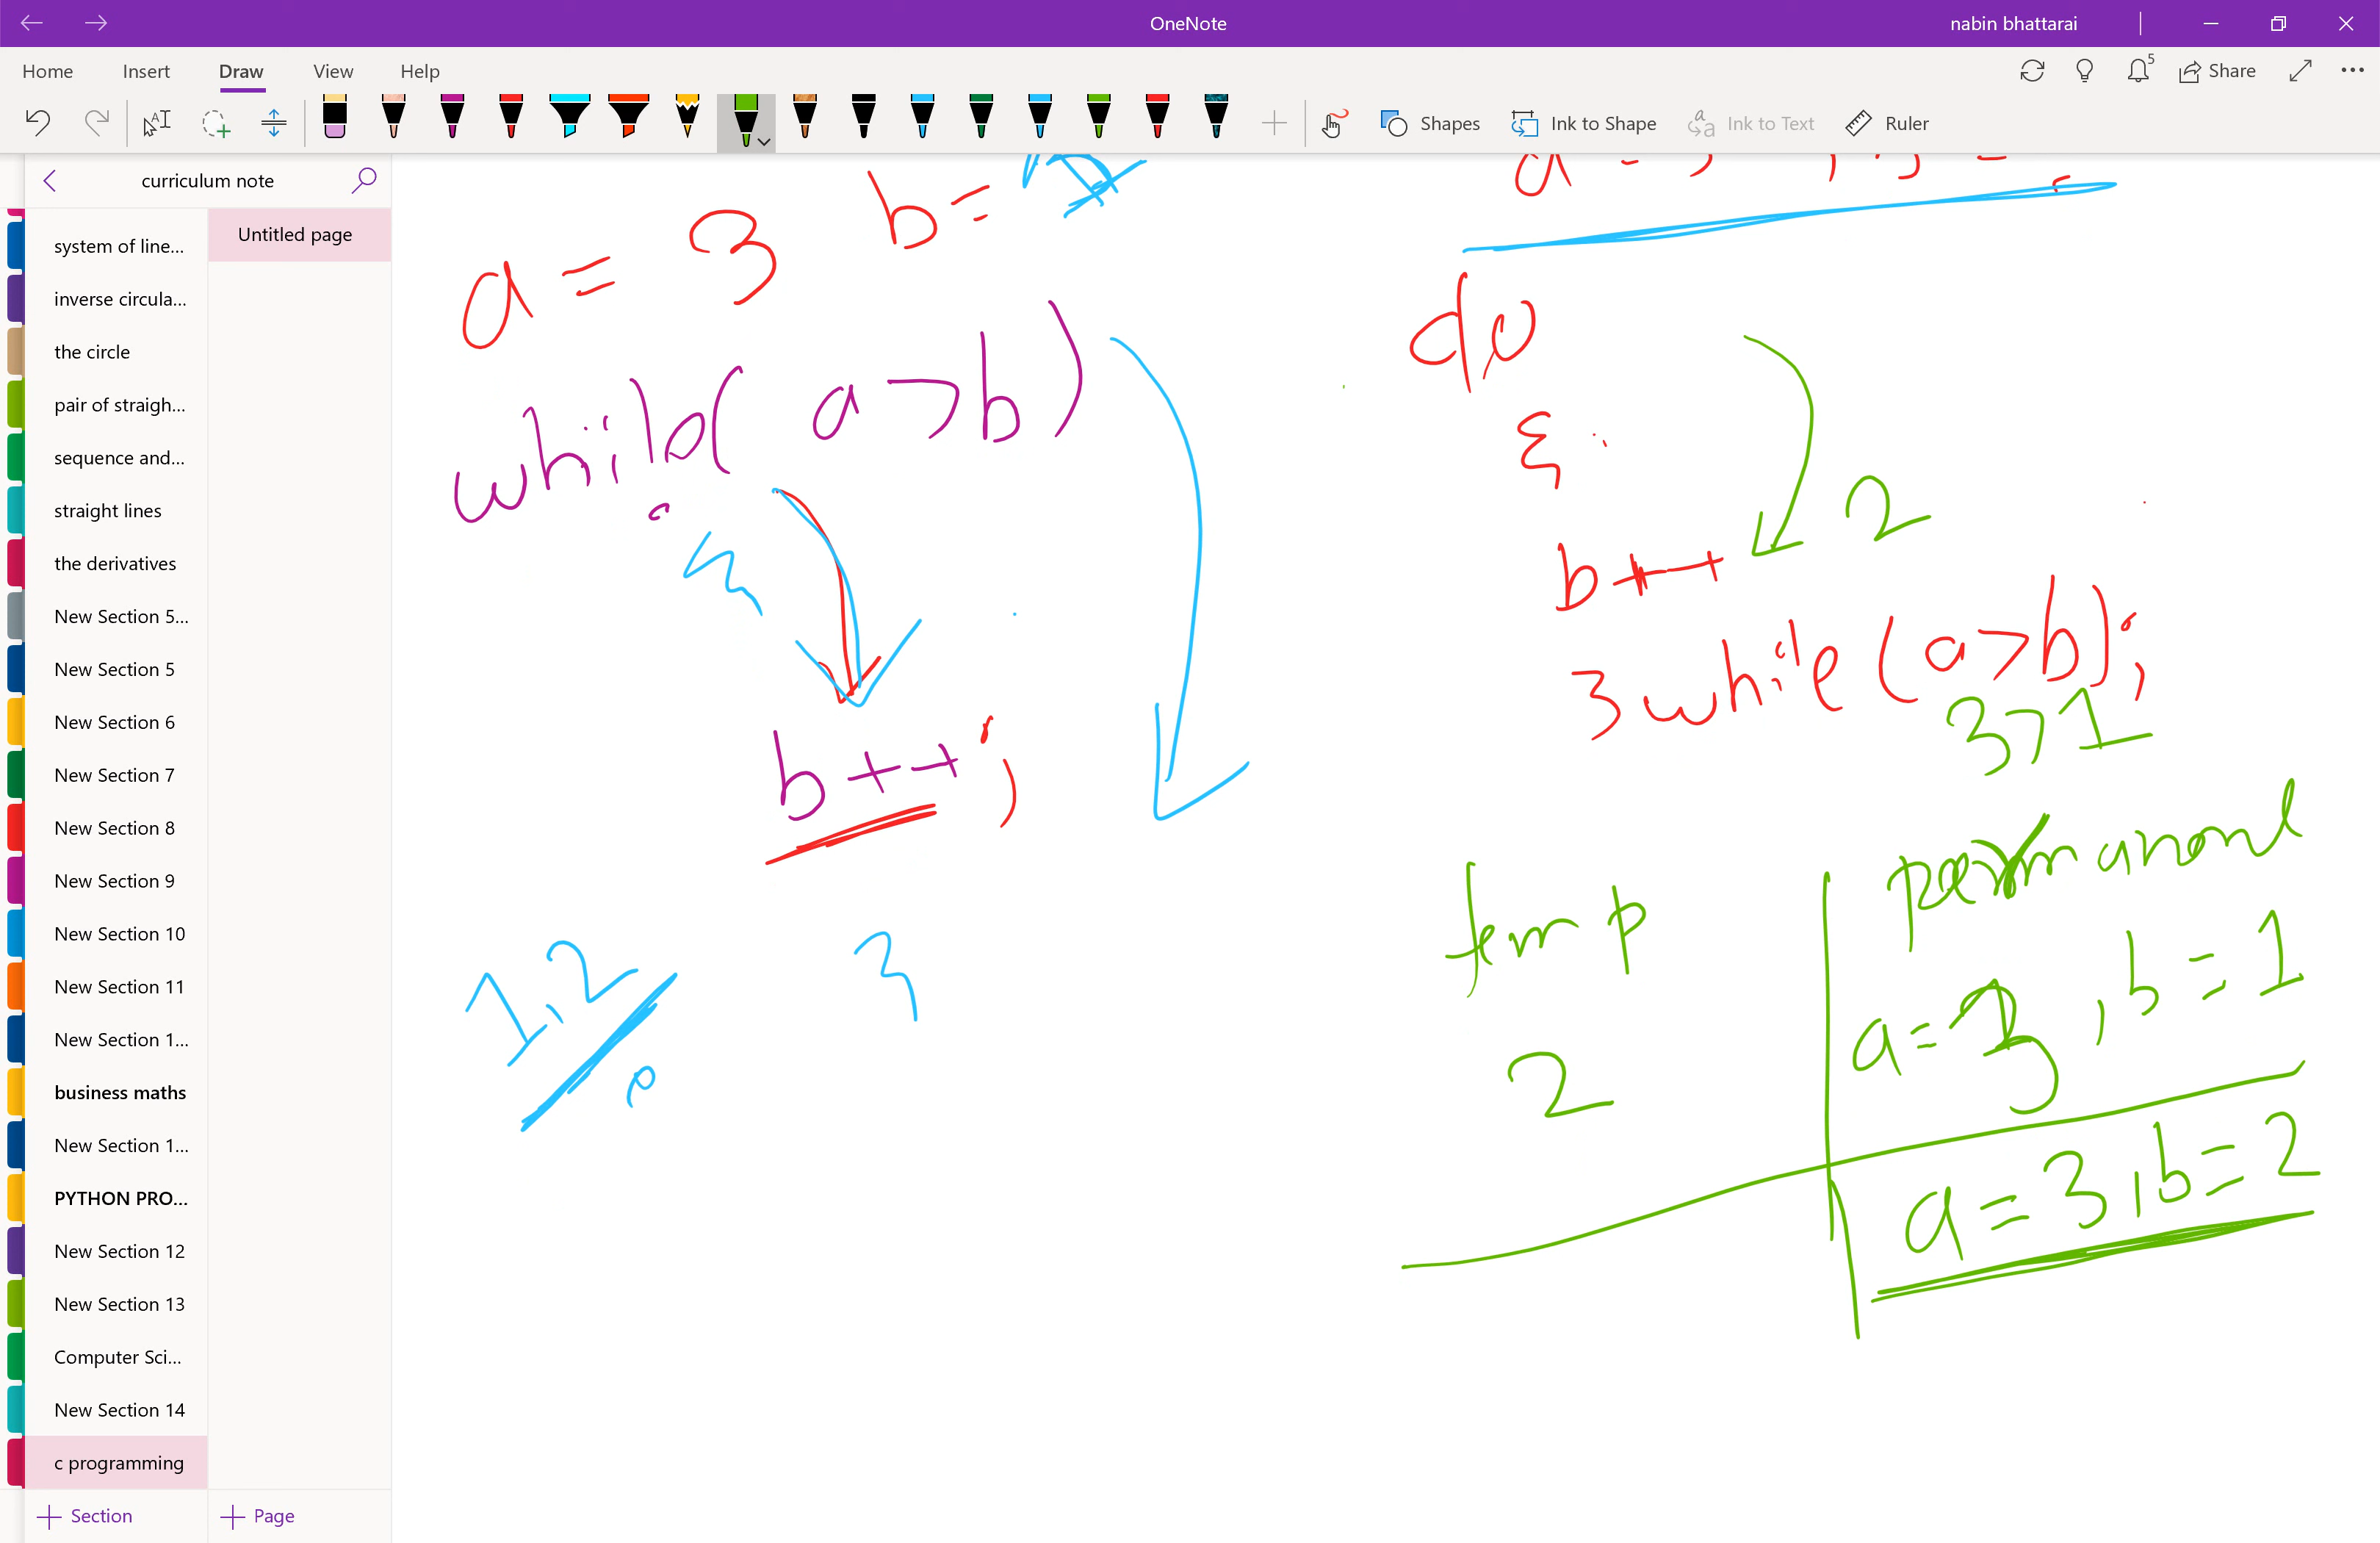 OneNote
nabin bhattarai
Home Insert Draw View Help
5
Share
Shapes
Ink to Shape
Ink to Text
Ruler
curriculum note
Untitled page
system of line...
inverse circula...
the circle
pair of straigh...
sequence and...
straight lines
the derivatives
New Section 5...
New Section 5
New Section 6
New Section 7
New Section 8
New Section 9
New Section 10
New Section 11
New Section 1...
business maths
New Section 1...
PYTHON PRO...
New Section 12
New Section 13
Computer Sci...
New Section 14
c programming
Section
Page
a = 3 b =
while( a>b)
{
b++;
}
1,2
do
{
b++ 2
} while (a>b);
3>1
temp
permanent
2
a = 3, b = 1
a = 3, b = 2